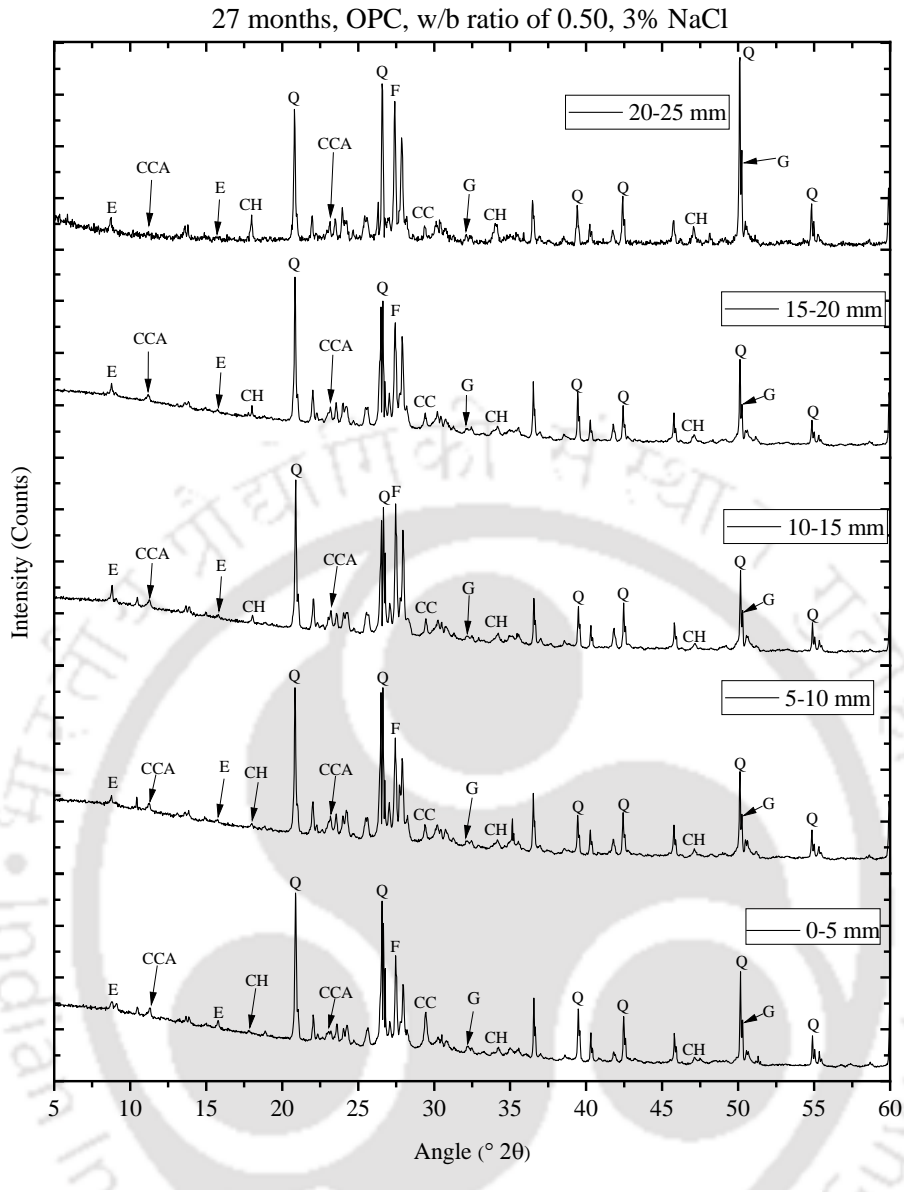 27 months, OPC, w/b ratio of 0.50, 3% NaCl
Q
Q
Q
F
20-25 mm
CCA
CCA
G
E
E
CH
G
CH
CC
Q
Q
CH
Q
Q
Q
F
15-20 mm
CCA
CCA
Q
E
E
CH
CC
G
CH
Q
Q
CH
G
Q
Q
Q
F
10-15 mm
CCA
CCA
Q
E
E
CH
CC
G
CH
Q
Q
CH
G
Q
Q
Q
F
5-10 mm
E
CCA
E
CH
CCA
Q
CC
G
CH
Q
Q
CH
G
Q
Q
Q
F
0-5 mm
CCA
E
E
CH
CCA
CC
G
CH
Q
Q
CH
Q
G
Q
Intensity (Counts)
5 10 15 20 25 30 35 40 45 50 55 60
Angle (° 2θ)